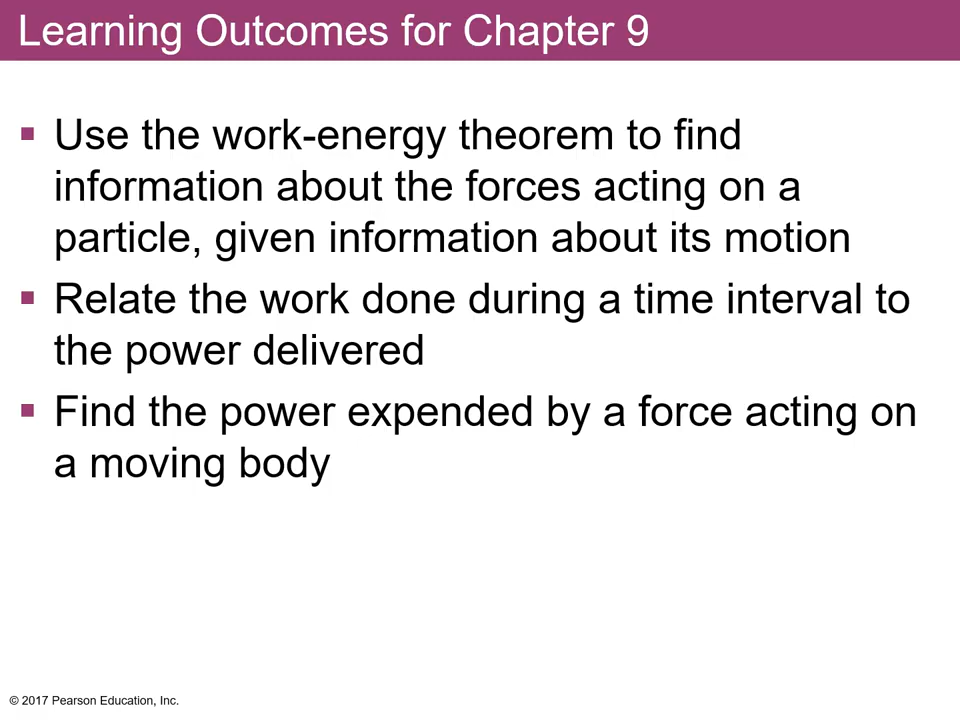 Learning Outcomes for Chapter 9
▪ Use the work-energy theorem to find
information about the forces acting on a
particle, given information about its motion
▪ Relate the work done during a time interval to
the power delivered
▪ Find the power expended by a force acting on
a moving body
© 2017 Pearson Education, Inc.